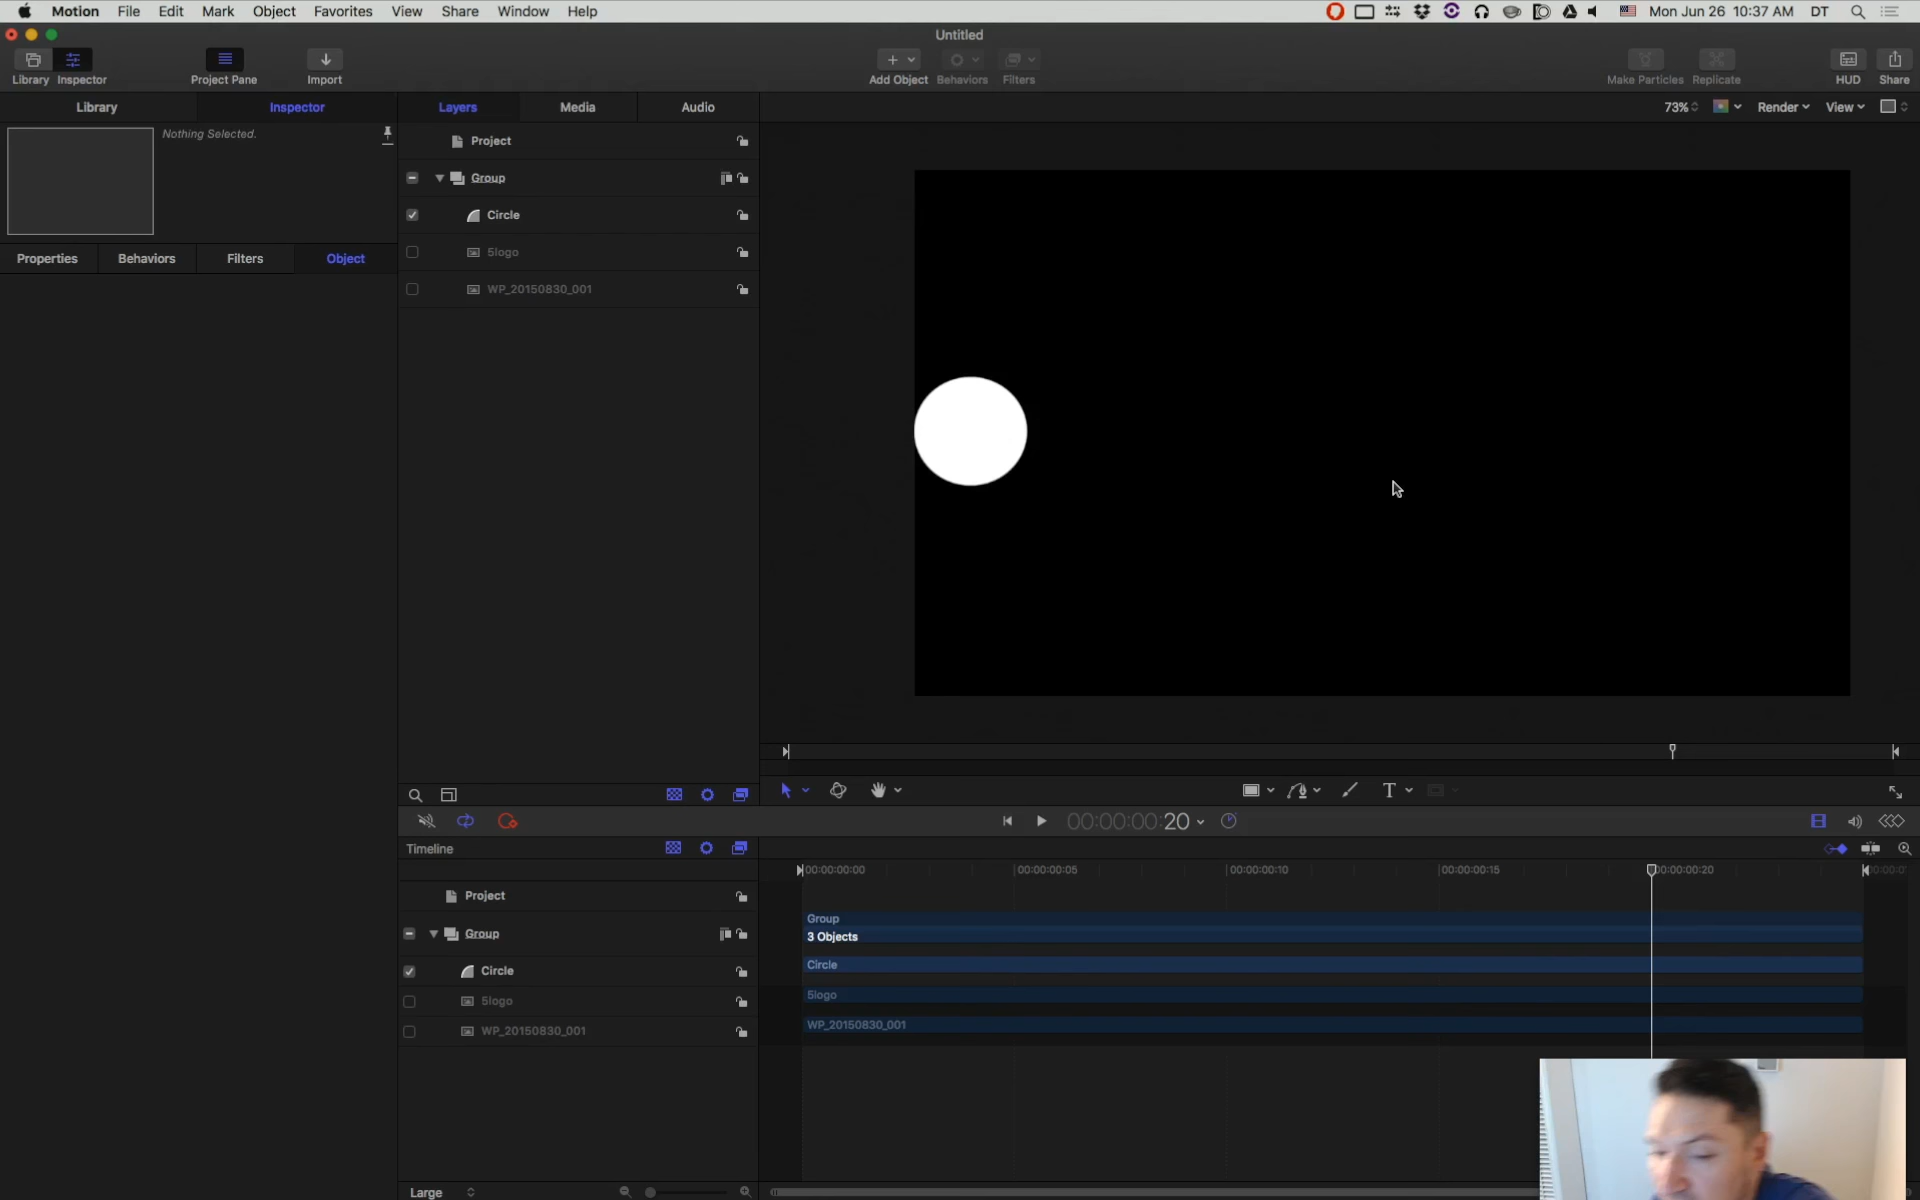 Motion File Edit Mark Object Favorites View Share Window Help
Mon Jun 26 10:37 AM DT
Untitled
Library Inspector Project Pane Import Add Object Behaviors Filters Make Particles Replicate HUD Share
Library Inspector Layers Media Audio 73% Render View
Nothing Selected.
Project
Group
Circle
5logo
WP_20150830_001
Properties Behaviors Filters Object
00:00:00:20
Timeline
00:00:00:00 00:00:00:05 00:00:00:10 00:00:00:15 00:00:00:20
Project
Group
Circle
5logo
WP_20150830_001
Group
3 Objects
Circle
5logo
WP_20150830_001
Large